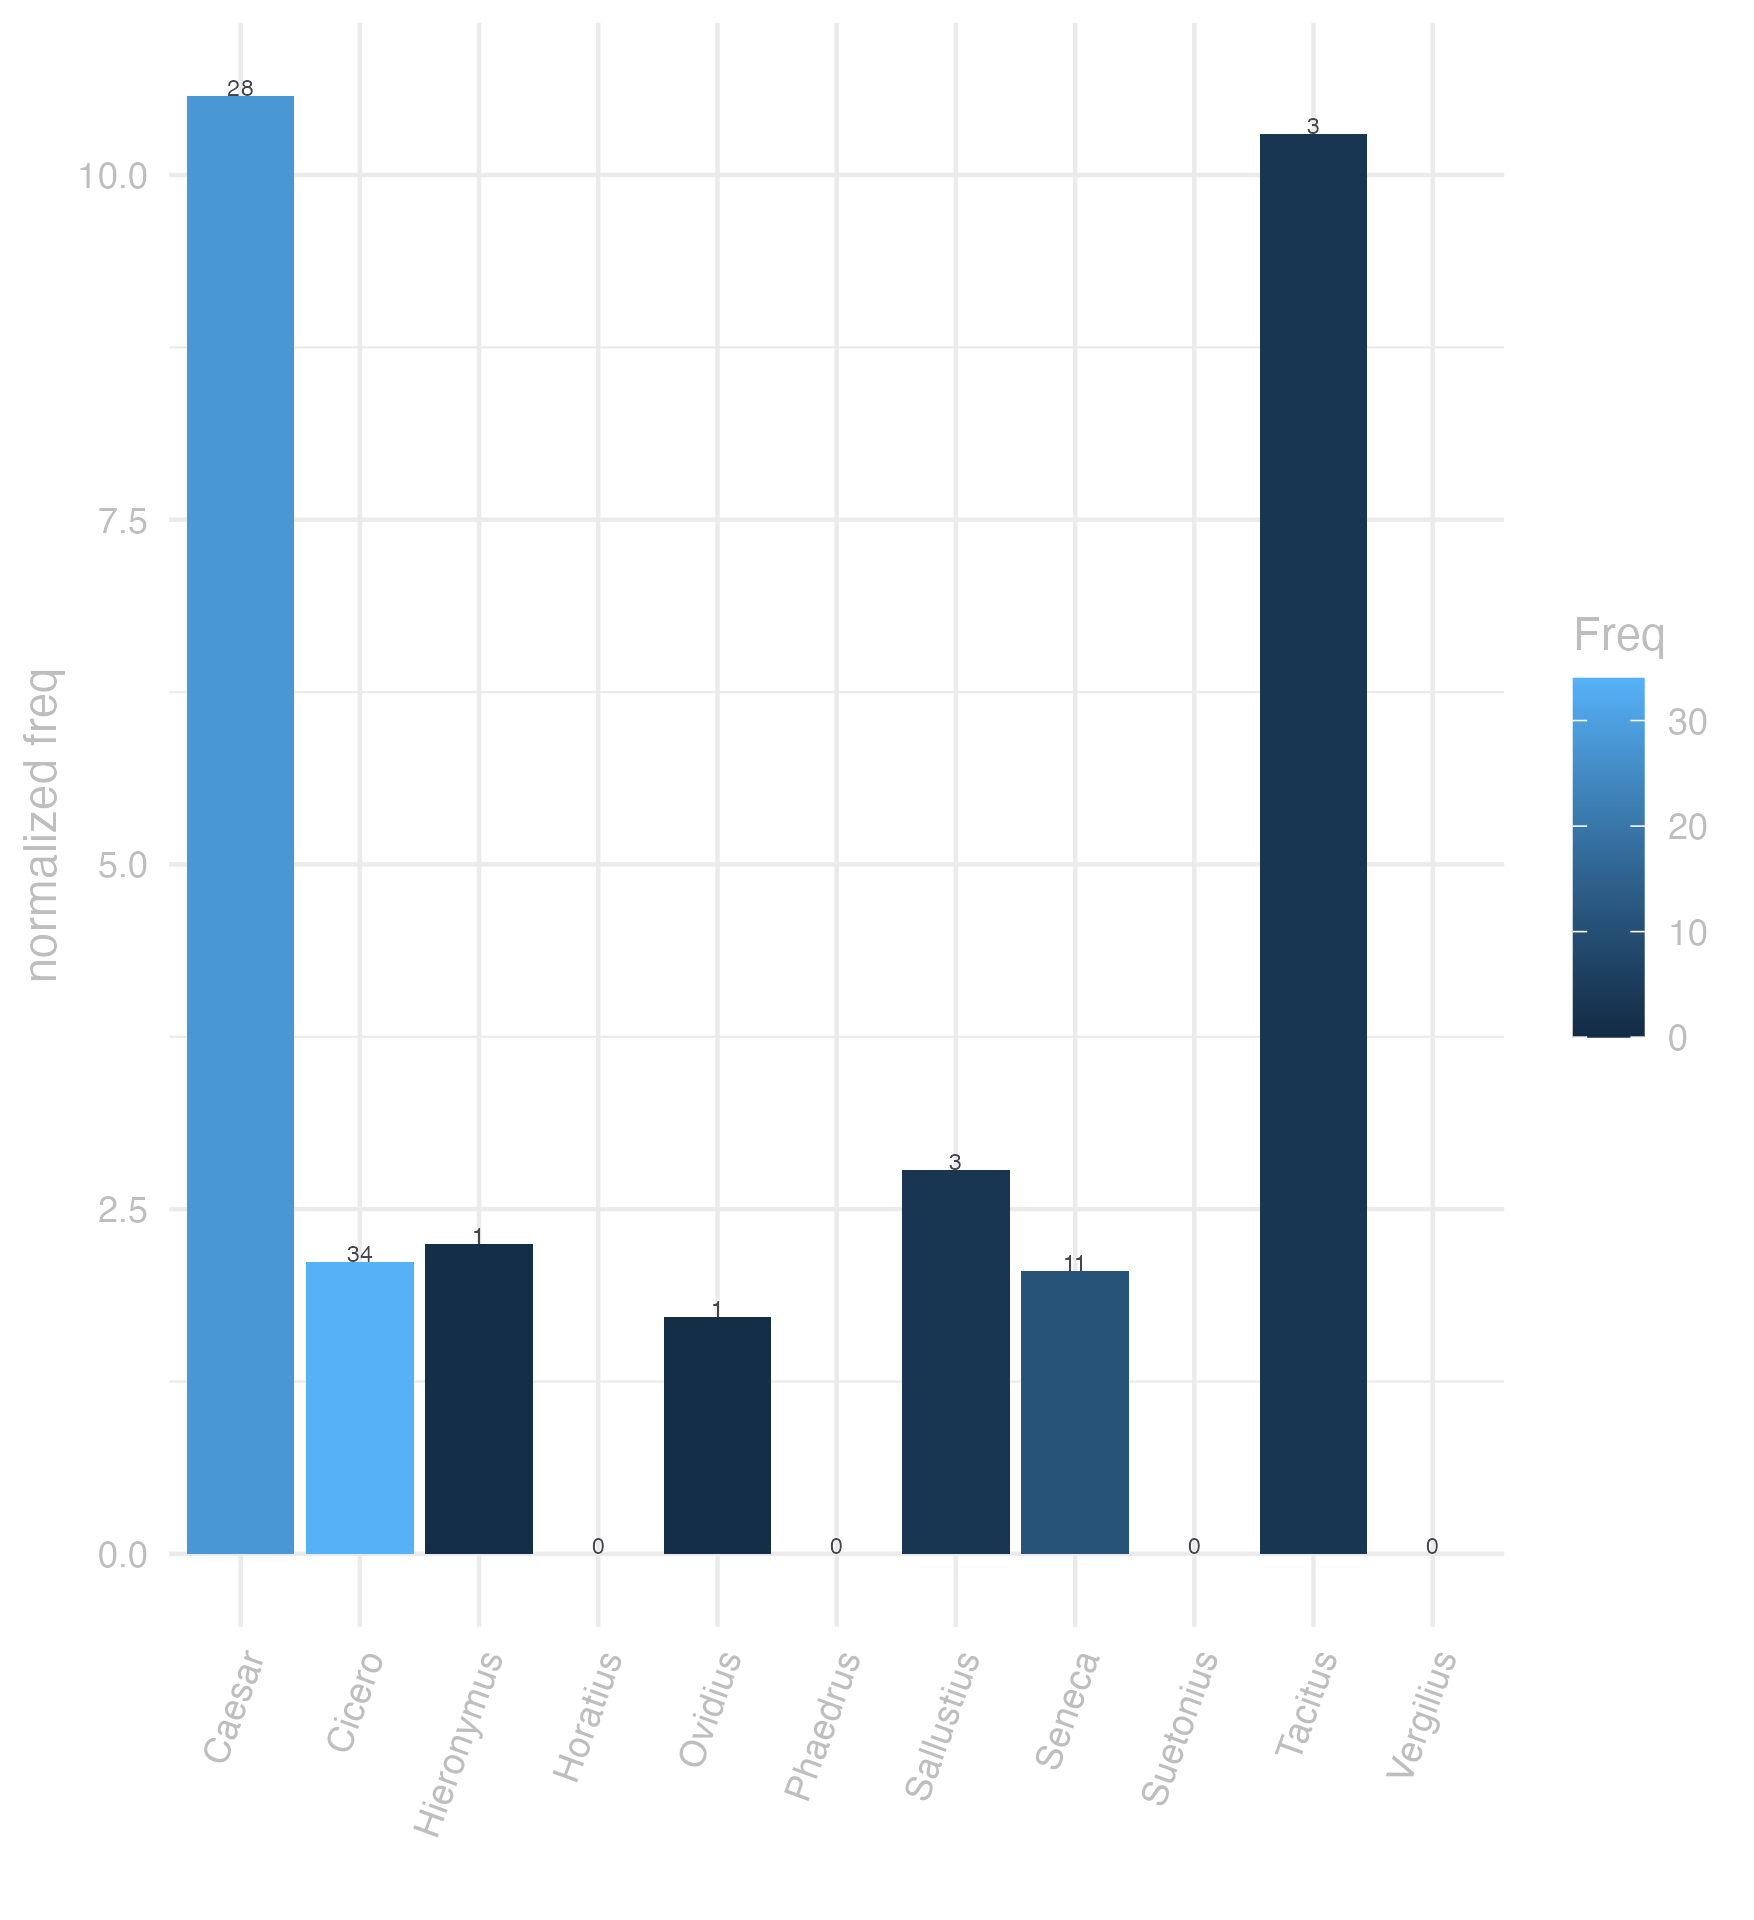 normalized freq
10.0
7.5
5.0
2.5
0.0
28
34
1
0
1
0
3
11
0
3
0
Caesar
Cicero
Hieronymus
Horatius
Ovidius
Phaedrus
Sallustius
Seneca
Suetonius
Tacitus
Vergilius
Freq
30
20
10
0